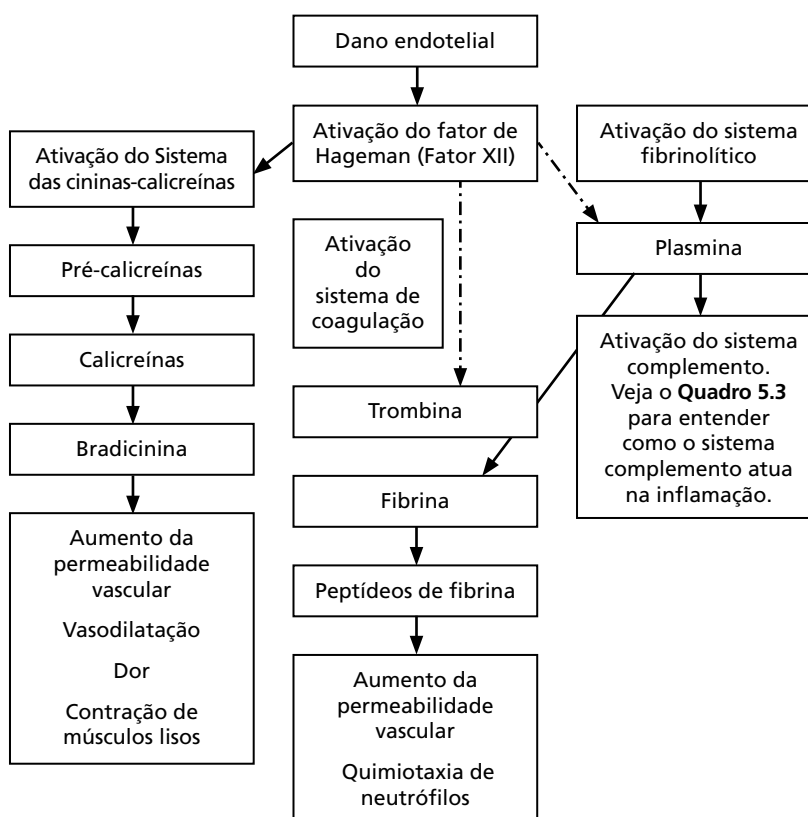 Dano endotelial
Ativação do fator de
Hageman (Fator XII)
Ativação do Sistema
das cininas-calicreínas
Pré-calicreínas
Calicreínas
Bradicinina
Aumento da
permeabilidade
vascular
Vasodilatação
Dor
Contração de
músculos lisos
Ativação
do
sistema de
coagulação
Trombina
Fibrina
Peptídeos de fibrina
Aumento da
permeabilidade
vascular
Quimiotaxia de
neutrófilos
Ativação do sistema
fibrinolítico
Plasmina
Ativação do sistema
complemento.
Veja o Quadro 5.3
para entender
como o sistema
complemento atua
na inflamação.